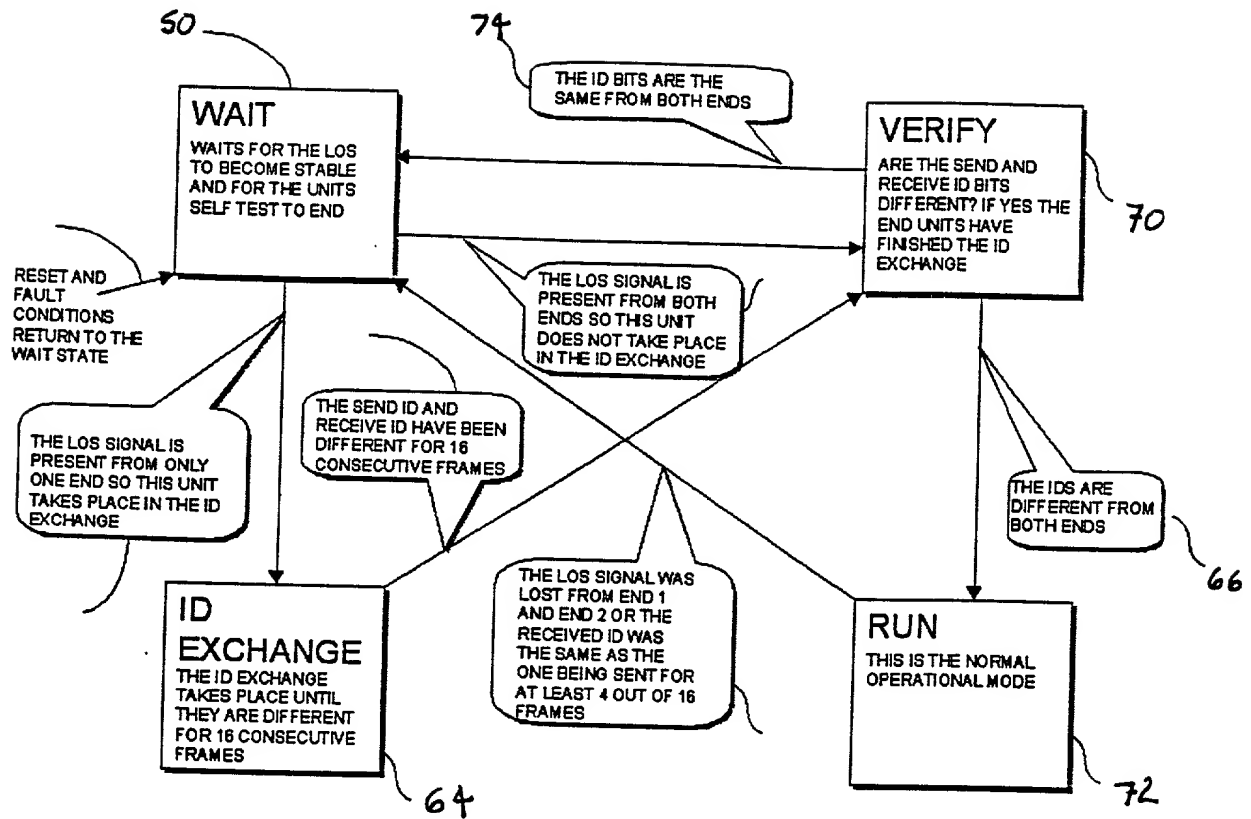 50
74
THE ID BITS ARE THE
SAME FROM BOTH ENDS
WAIT
WAITS FOR THE LOS
TO BECOME STABLE
AND FOR THE UNITS
SELF TEST TO END
VERIFY
ARE THE SEND AND
RECEIVE ID BITS
DIFFERENT? IF YES THE
END UNITS HAVE
FINISHED THE ID
EXCHANGE
70
RESET AND
FAULT
CONDITIONS
RETURN TO THE
WAIT STATE
THE LOS SIGNAL IS
PRESENT FROM BOTH
ENDS SO THIS UNIT
DOES NOT TAKE PLACE
IN THE ID EXCHANGE
THE SEND ID AND
RECEIVE ID HAVE BEEN
DIFFERENT FOR 16
CONSECUTIVE FRAMES
THE LOS SIGNAL IS
PRESENT FROM ONLY
ONE END SO THIS UNIT
TAKES PLACE IN THE ID
EXCHANGE
THE IDS ARE
DIFFERENT FROM
BOTH ENDS
66
ID
EXCHANGE
THE ID EXCHANGE
TAKES PLACE UNTIL
THEY ARE DIFFERENT
FOR 16 CONSECUTIVE
FRAMES
64
THE LOS SIGNAL WAS
LOST FROM END 1
AND END 2 OR THE
RECEIVED ID WAS
THE SAME AS THE
ONE BEING SENT FOR
AT LEAST 4 OUT OF 16
FRAMES
RUN
THIS IS THE NORMAL
OPERATIONAL MODE
72